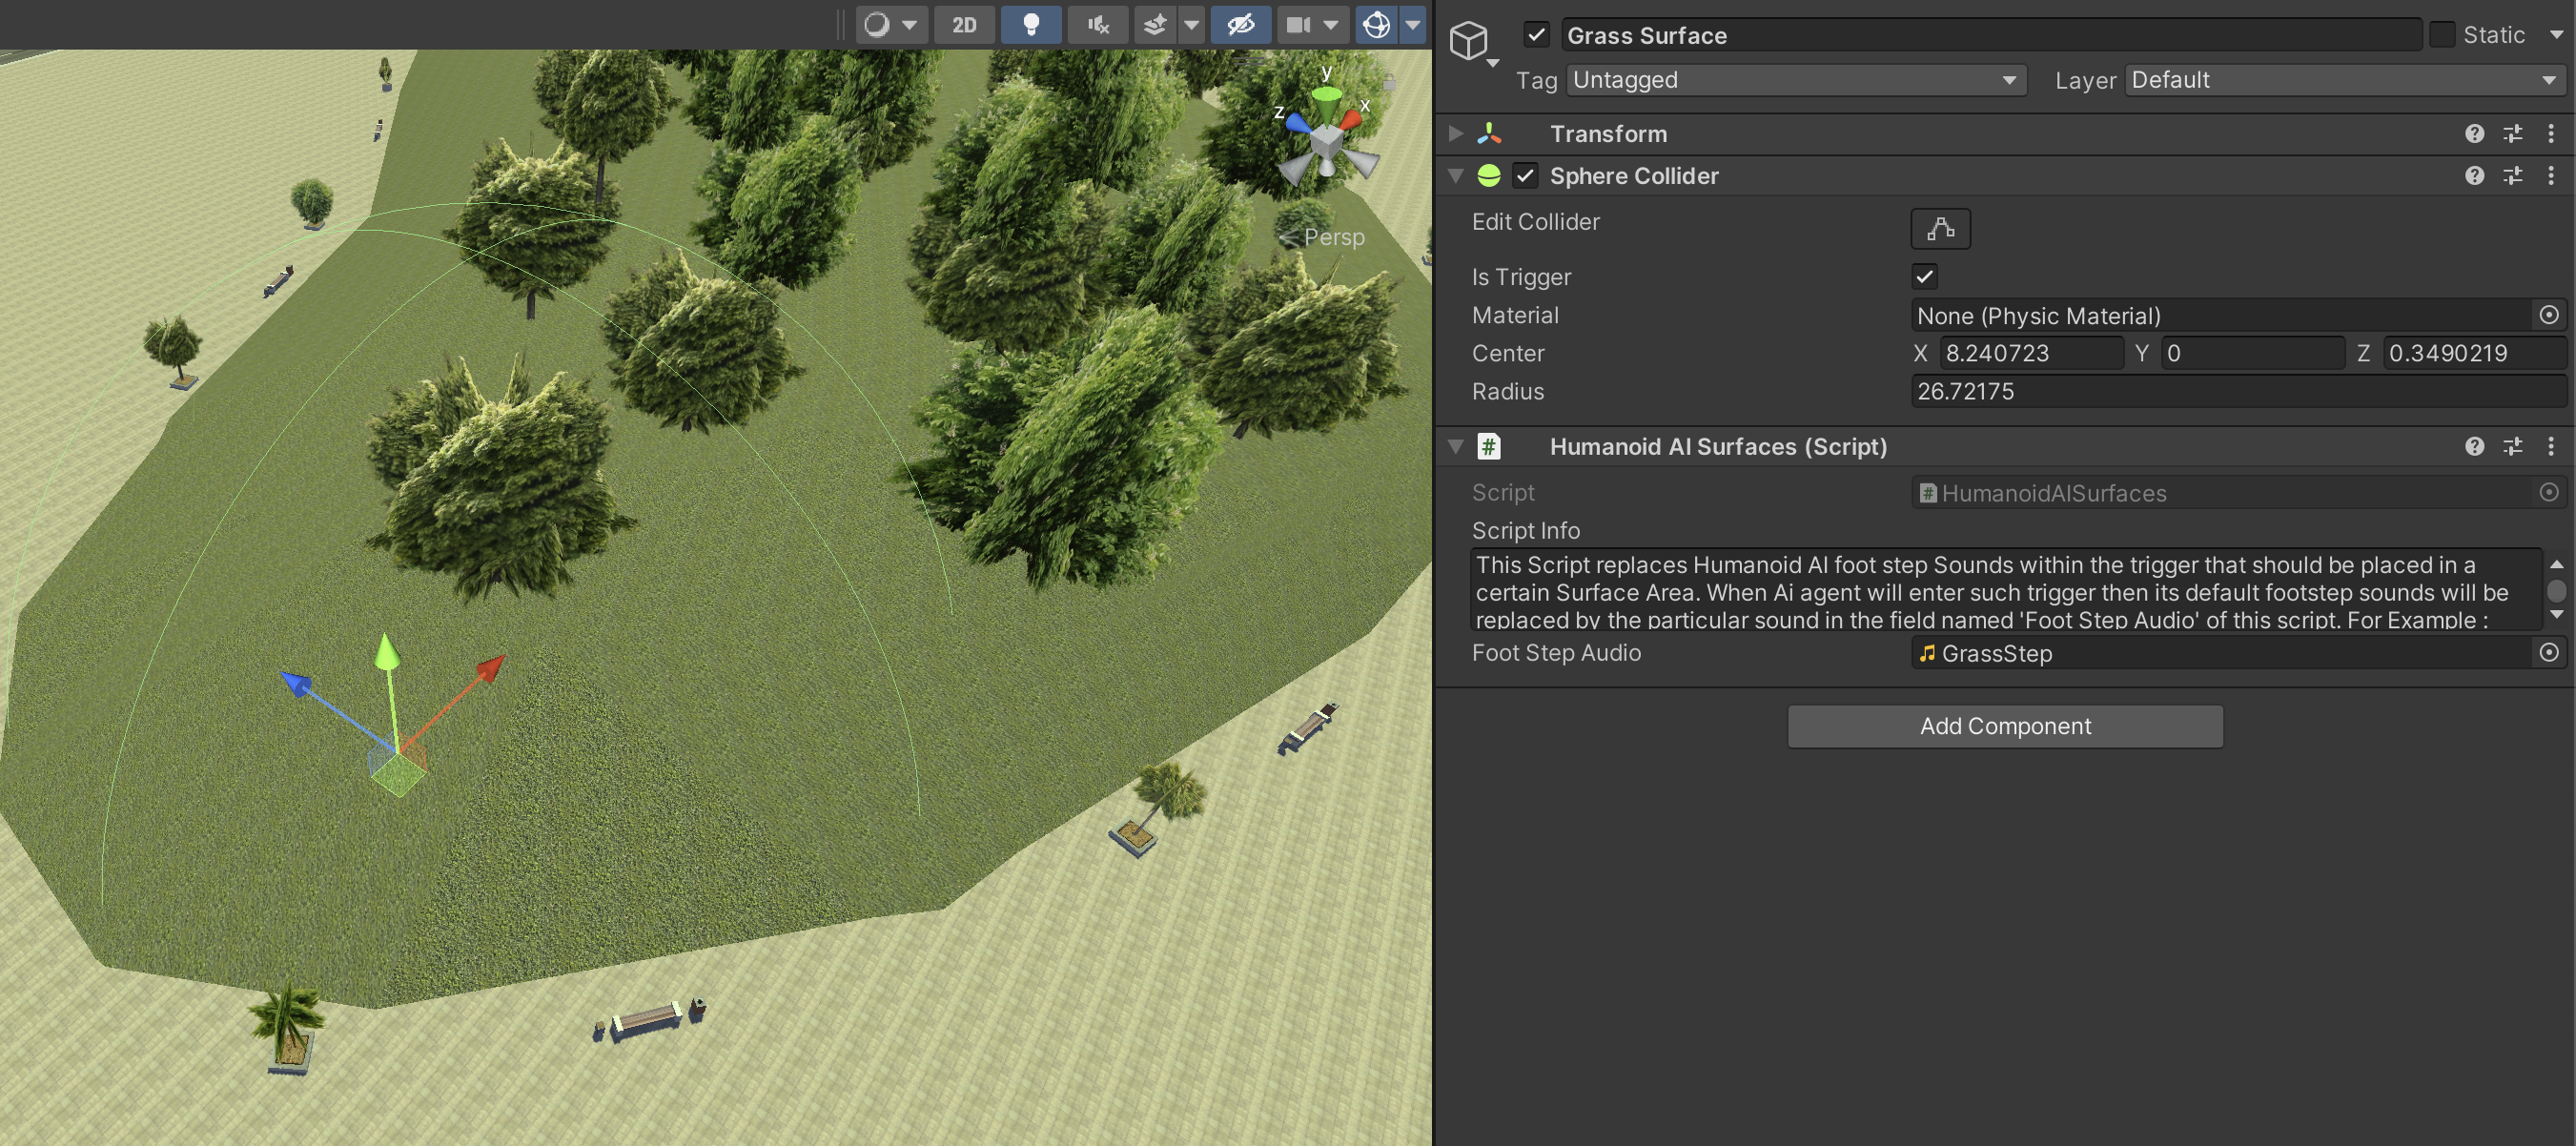 2D
y
z
x
Persp
Grass Surface
Static
Tag
Untagged
Layer
Default
Transform
Sphere Collider
Edit Collider
Is Trigger
Material
None (Physic Material)
Center
X 8.240723 Y 0 Z 0.3490219
Radius
26.72175
# Humanoid AI Surfaces (Script)
Script
# HumanoidAISurfaces
Script Info
This Script replaces Humanoid AI foot step Sounds within the trigger that should be placed in a
certain Surface Area. When Ai agent will enter such trigger then its default footstep sounds will be
replaced by the particular sound in the field named 'Foot Step Audio' of this script. For Example :
Foot Step Audio
GrassStep
Add Component